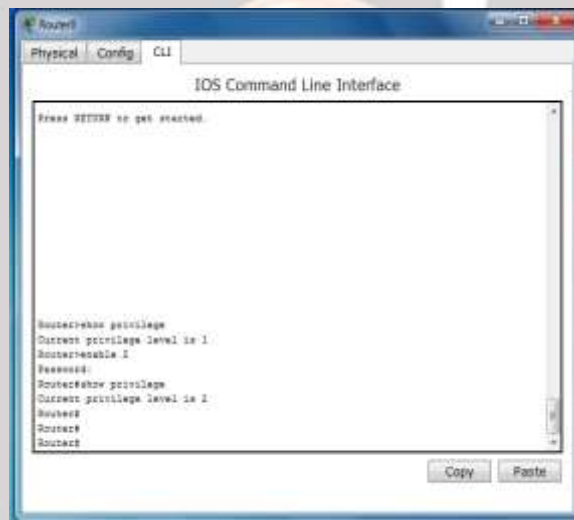 Router0
Physical Config CLI
IOS Command Line Interface
Press RETURN to get started.
Router>show privilege
Current privilege level is 1
Router>enable 2
Password:
Router#show privilege
Current privilege level is 2
Router#
Router#
Router#
Copy Paste